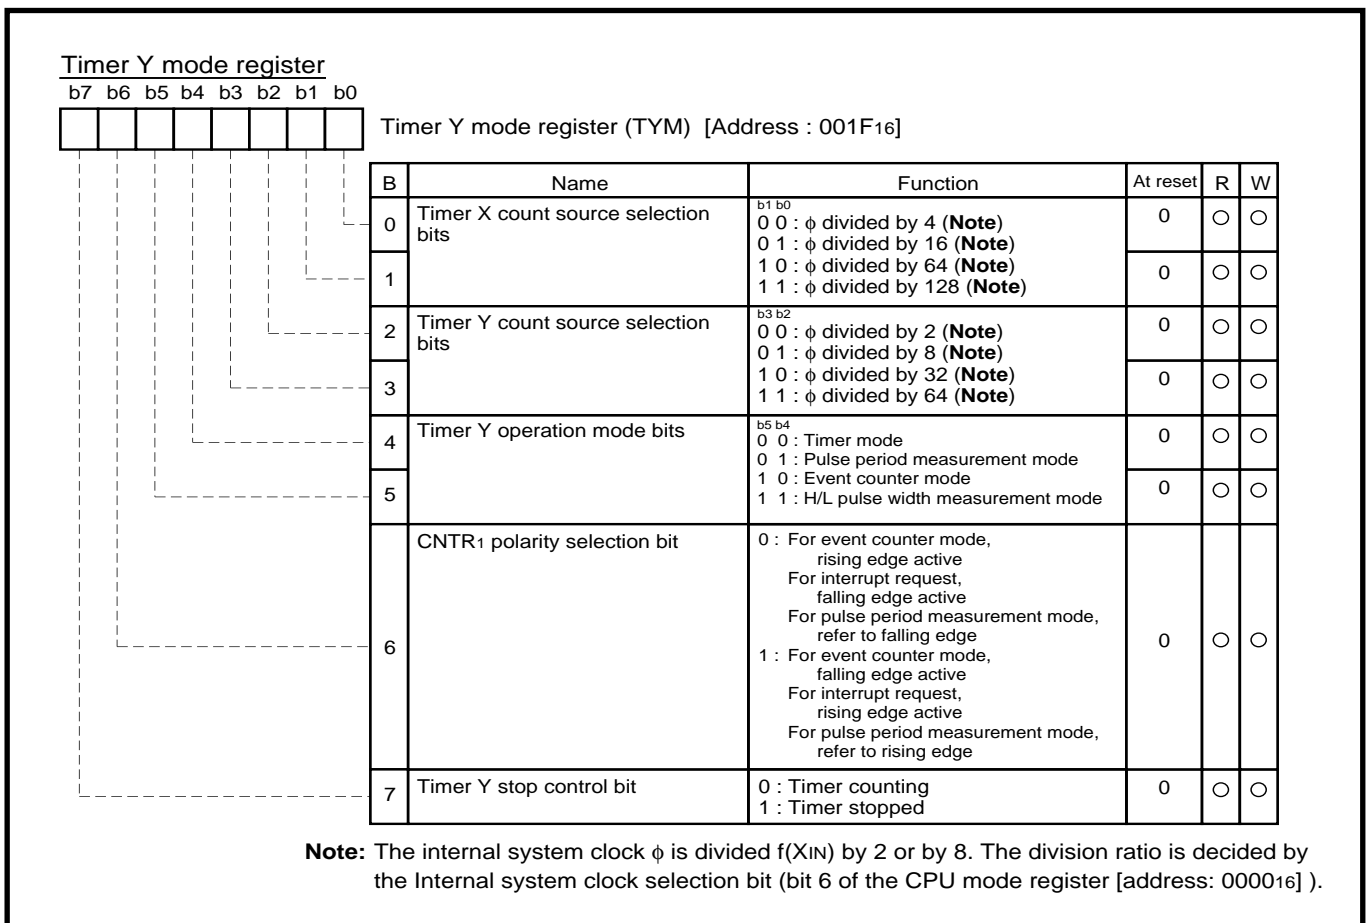 Timer Y mode register
b7 b6 b5 b4 b3 b2 b1 b0
Timer Y mode register (TYM) [Address : 001F16]
B Name Function At reset R W
0 Timer X count source selection bits
b1 b0
0 0 : ϕ divided by 4 (Note)
0 1 : ϕ divided by 16 (Note)
1 0 : ϕ divided by 64 (Note)
1 1 : ϕ divided by 128 (Note)
0 ○ ○
1
0 ○ ○
2 Timer Y count source selection bits
b3 b2
0 0 : ϕ divided by 2 (Note)
0 1 : ϕ divided by 8 (Note)
1 0 : ϕ divided by 32 (Note)
1 1 : ϕ divided by 64 (Note)
0 ○ ○
3
0 ○ ○
4 Timer Y operation mode bits
b5 b4
0 0 : Timer mode
0 1 : Pulse period measurement mode
1 0 : Event counter mode
1 1 : H/L pulse width measurement mode
0 ○ ○
5
0 ○ ○
6 CNTR1 polarity selection bit
0 : For event counter mode,
rising edge active
For interrupt request,
falling edge active
For pulse period measurement mode,
refer to falling edge
1 : For event counter mode,
falling edge active
For interrupt request,
rising edge active
For pulse period measurement mode,
refer to rising edge
0 ○ ○
7 Timer Y stop control bit
0 : Timer counting
1 : Timer stopped
0 ○ ○
Note: The internal system clock ϕ is divided f(XIN) by 2 or by 8. The division ratio is decided by
the Internal system clock selection bit (bit 6 of the CPU mode register [address: 000016] ).